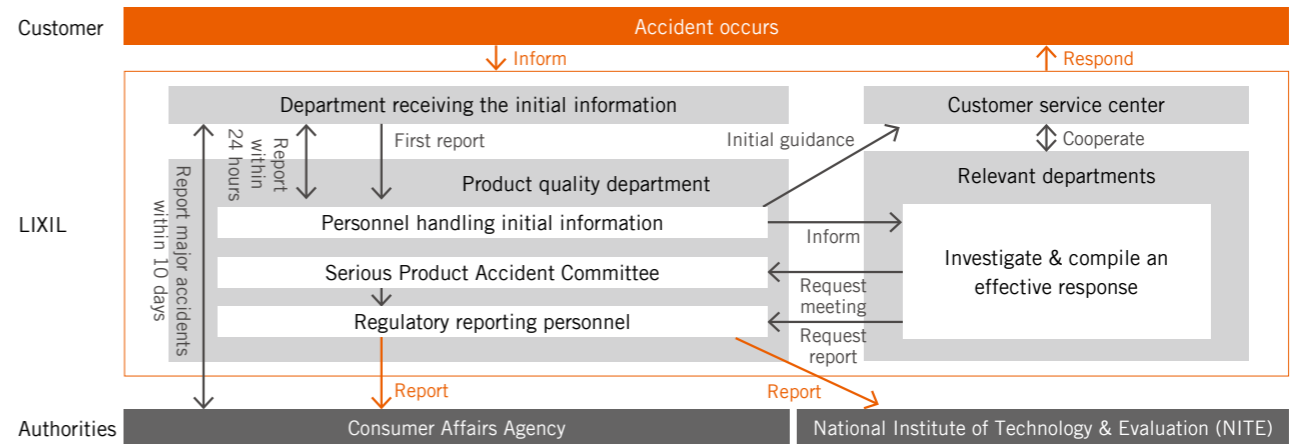 Customer
Accident occurs
Inform
Respond
Department receiving the initial information
Customer service center
Report
within
24 hours
First report
Initial guidance
Cooperate
Report major accidents
within 10 days
Product quality department
Relevant departments
LIXIL
Personnel handling initial information
Inform
Investigate & compile an
effective response
Serious Product Accident Committee
Request
meeting
Regulatory reporting personnel
Request
report
Report
Report
Authorities
Consumer Affairs Agency
National Institute of Technology & Evaluation (NITE)